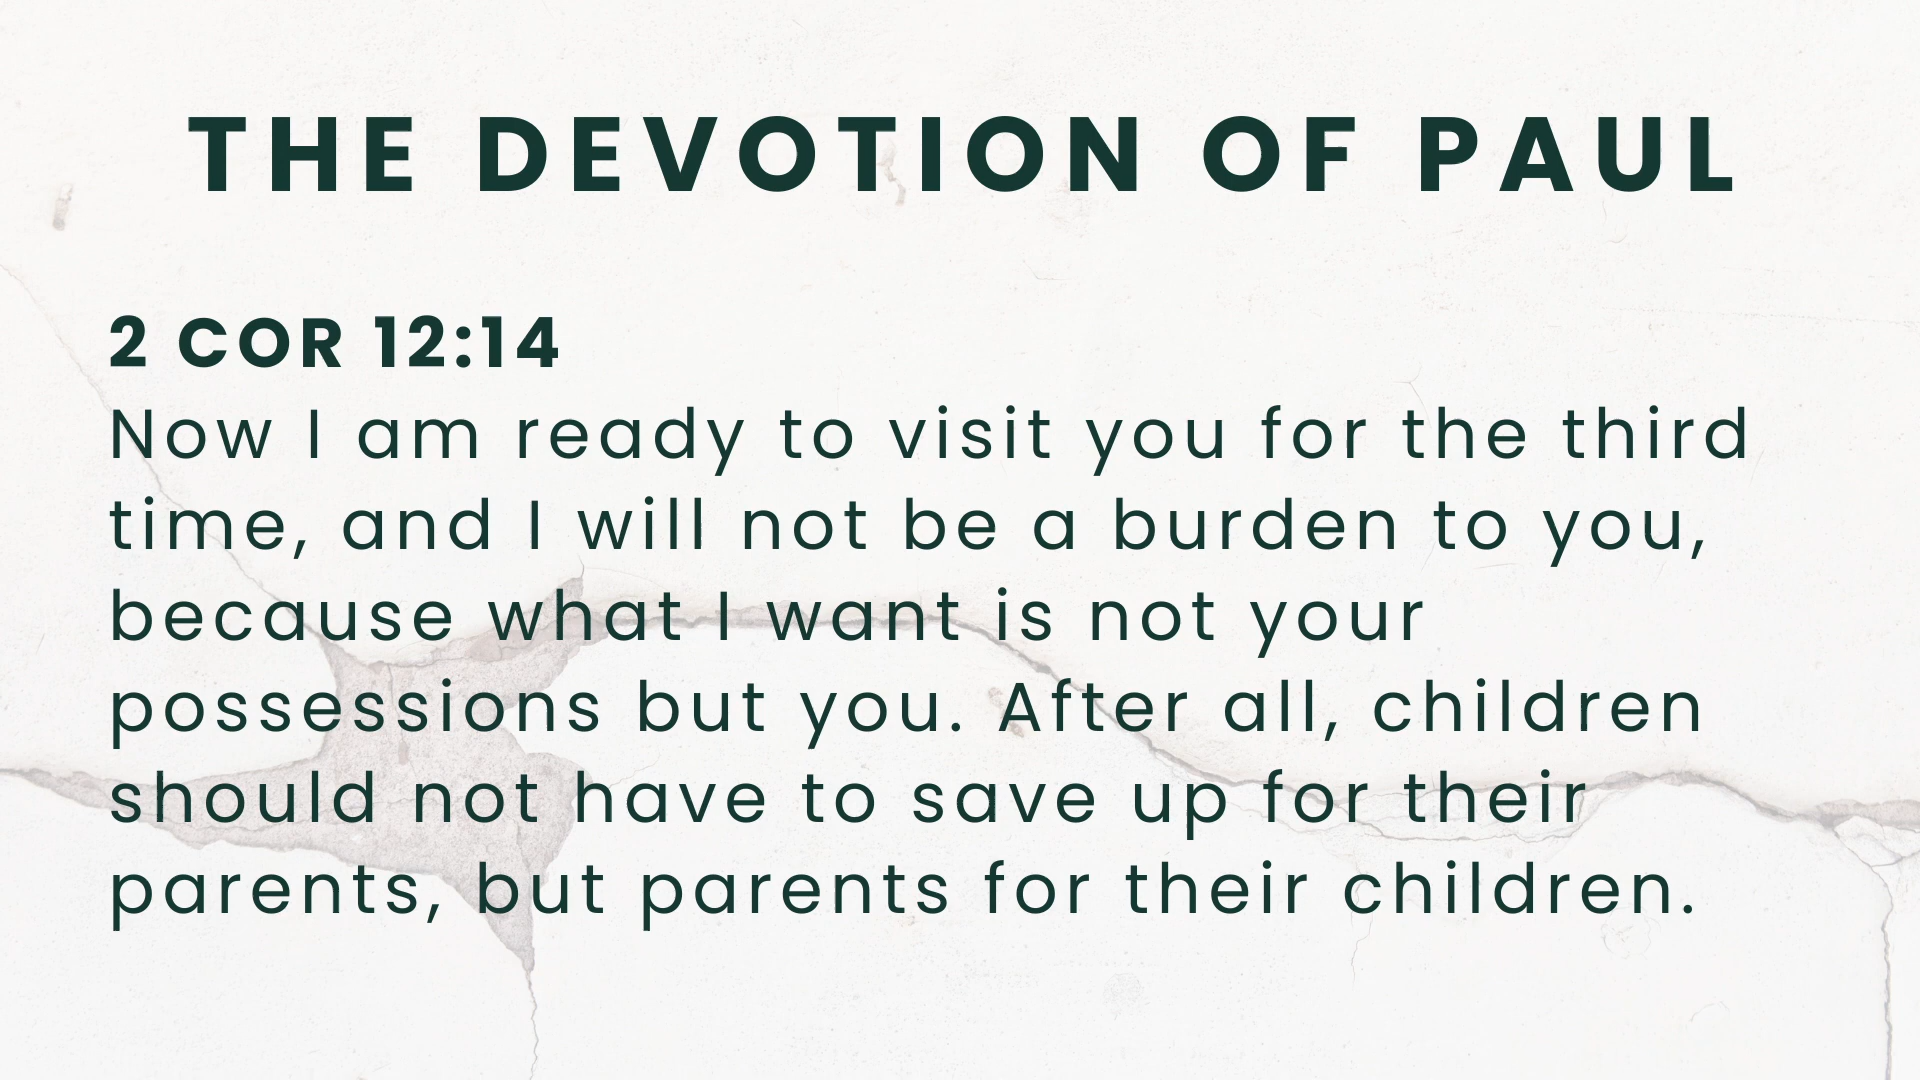 THE DEVOTION OF PAUL
2 COR 12:14
Now I am ready to visit you for the third
time, and I will not be a burden to you,
because what I want is not your
possessions but you. After all, children
should not have to save up for their
parents, but parents for their children.